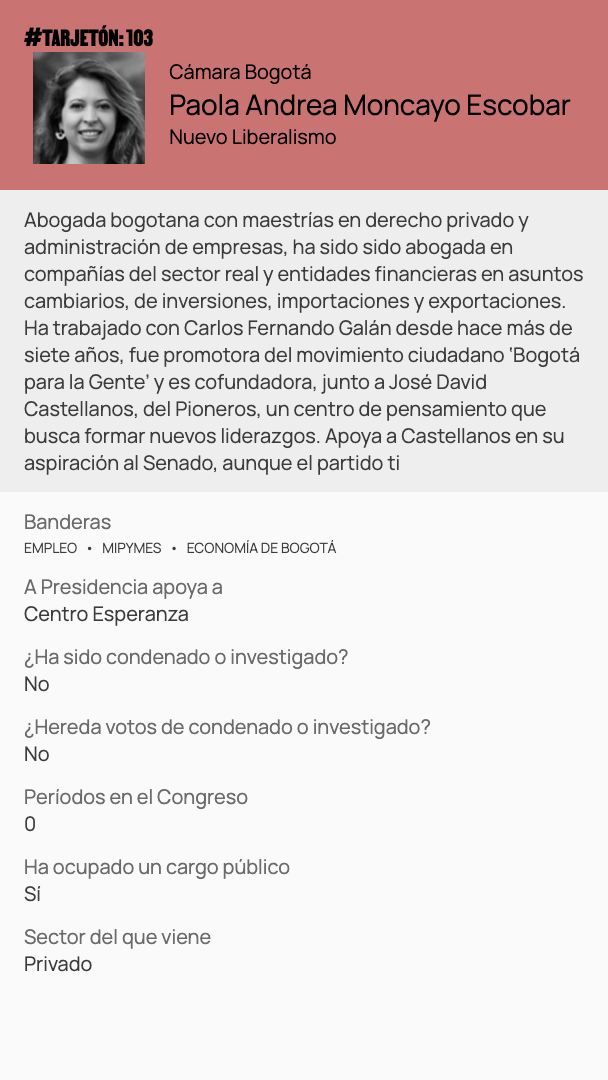 #TARJETÓN: 103
Cámara Bogotá
Paola Andrea Moncayo Escobar
Nuevo Liberalismo
Abogada bogotana con maestrías en derecho privado y
administración de empresas, ha sido sido abogada en
compañías del sector real y entidades financieras en asuntos
cambiarios, de inversiones, importaciones y exportaciones.
Ha trabajado con Carlos Fernando Galán desde hace más de
siete años, fue promotora del movimiento ciudadano ‘Bogotá
para la Gente’ y es cofundadora, junto a José David
Castellanos, del Pioneros, un centro de pensamiento que
busca formar nuevos liderazgos. Apoya a Castellanos en su
aspiración al Senado, aunque el partido ti
Banderas
EMPLEO • MIPYMES • ECONOMÍA DE BOGOTÁ
A Presidencia apoya a
Centro Esperanza
¿Ha sido condenado o investigado?
No
¿Hereda votos de condenado o investigado?
No
Períodos en el Congreso
0
Ha ocupado un cargo público
Sí
Sector del que viene
Privado